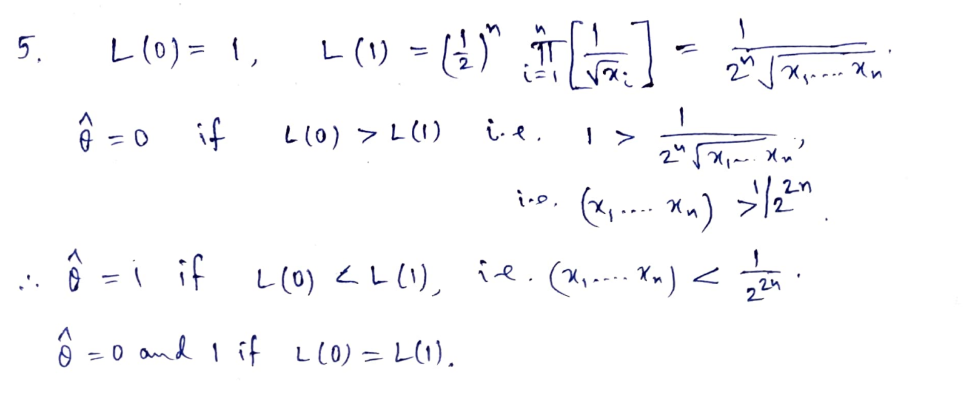 5. L(0) = 1, L(1) = (1/2)^n ∏_{i=1}^{n} [1/√x_i] = 1/(2^n √x_1....x_n).
θ̂ = 0 if L(0) > L(1) i.e. 1 > 1/(2^n √x_1...x_n),
i.e. (x_1....x_n) > 1/2^{2n}.
∴ θ̂ = 1 if L(0) < L(1), i.e. (x_1....x_n) < 1/2^{2n}.
θ̂ = 0 and 1 if L(0) = L(1).